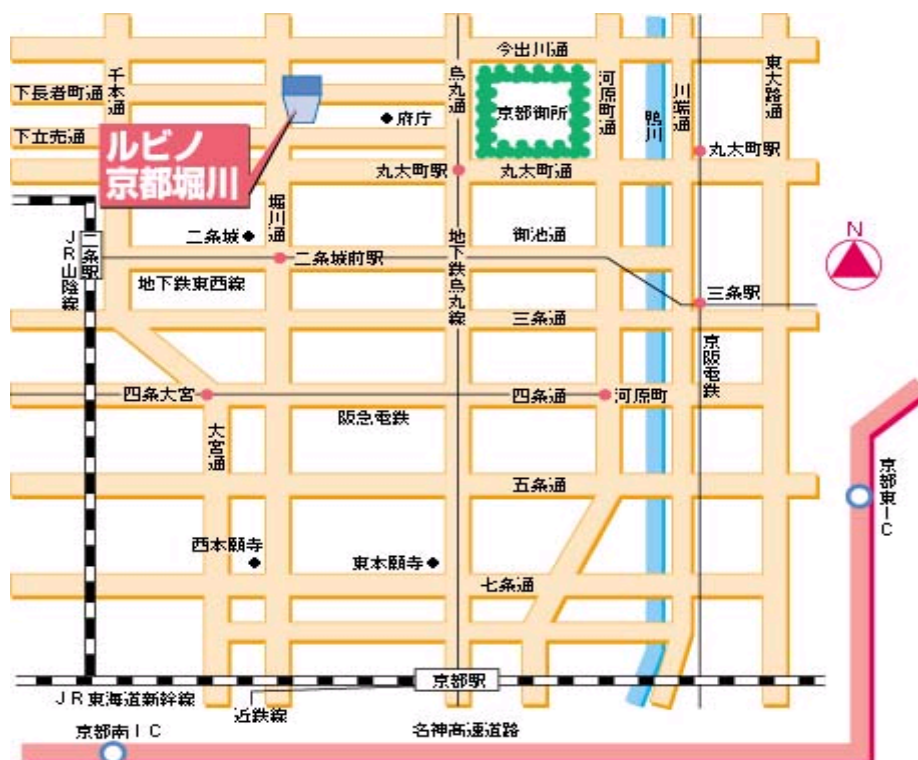 今出川通
千本通
烏丸通
河原町通
川端通
東大路通
下長者町通
京都御所
鴨川
府庁
下立売通
ルビノ
京都堀川
丸太町駅
丸太町駅
丸太町通
堀川通
二条城
御池通
N
JR山陰線
二条駅
二条城前駅
地下鉄烏丸線
地下鉄東西線
三条駅
三条通
京阪電鉄
四条大宮
四条通
河原町
阪急電鉄
大宮通
京都東IC
五条通
西本願寺
東本願寺
七条通
京都駅
JR東海道新幹線
近鉄線
京都南IC
名神高速道路